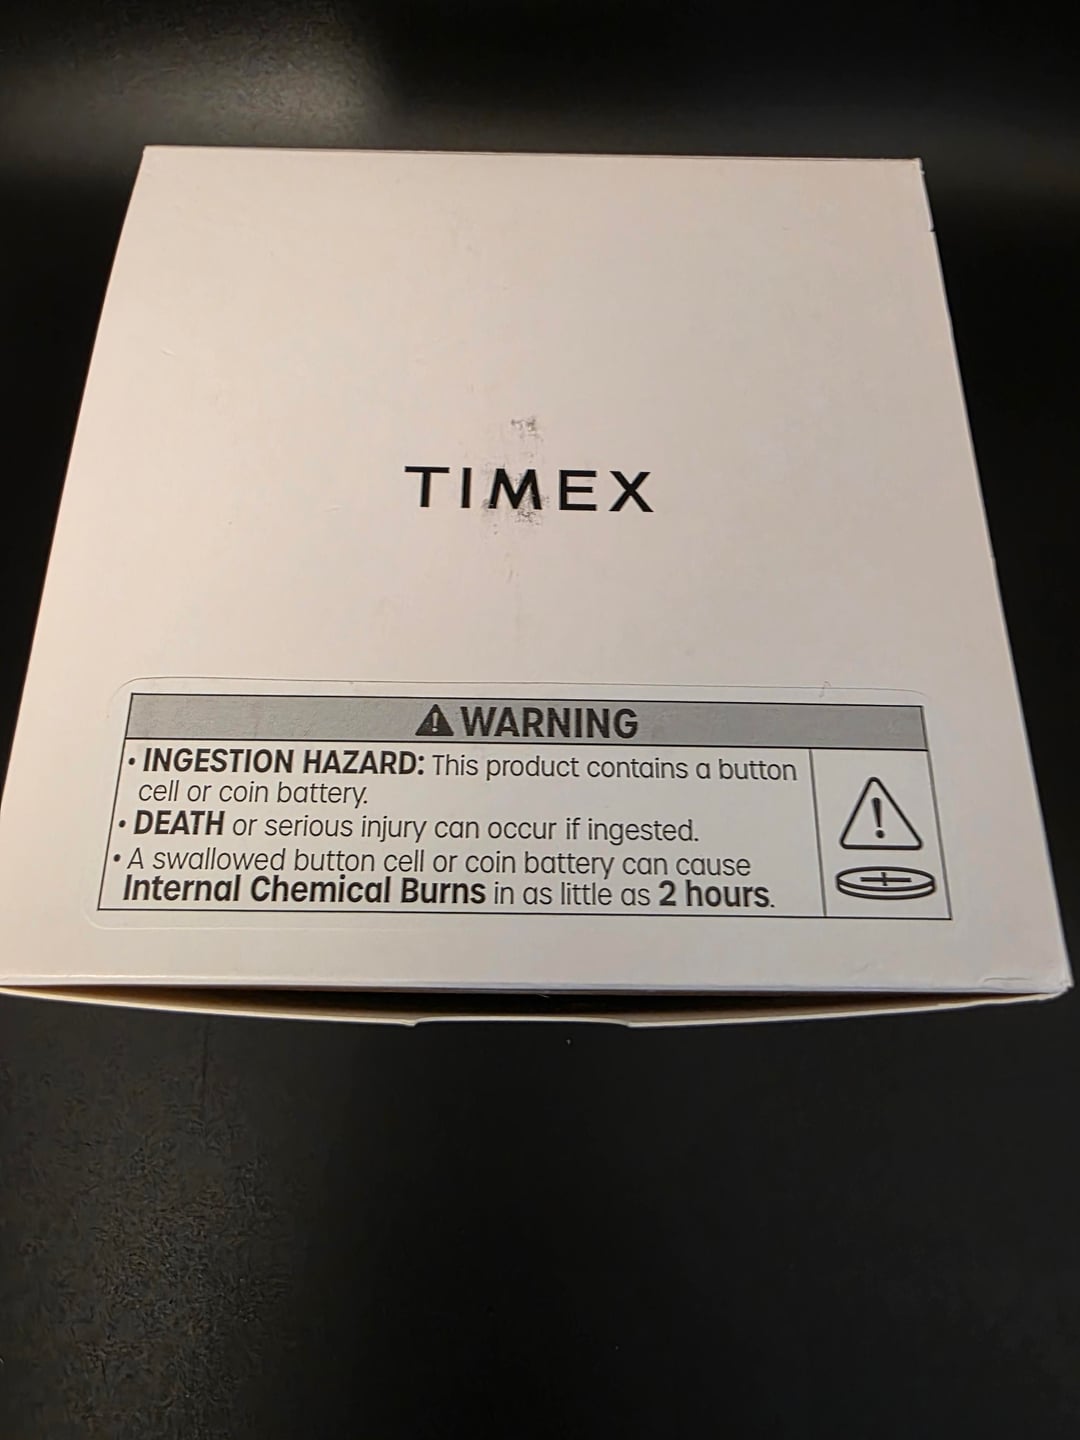 TIMEX
WARNING
• INGESTION HAZARD: This product contains a button
cell or coin battery.
• DEATH or serious injury can occur if ingested.
• A swallowed button cell or coin battery can cause
Internal Chemical Burns in as little as 2 hours.